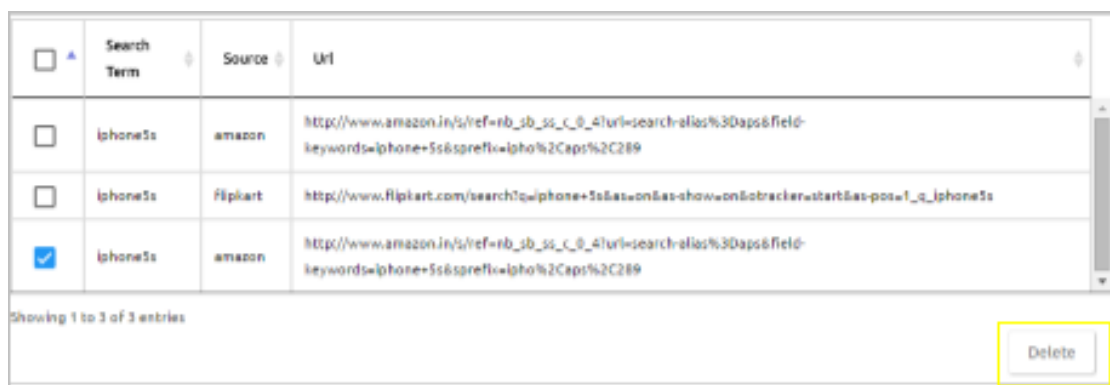 Search
Term
Source
Url
iphone5s
amazon
http://www.amazon.in/s/ref=nb_sb_ss_c_0_4?url=search-alias%3Daps&field-
keywords=iphone+5s&sprefix=ipho%2Caps%2C289
iphone5s
flipkart
http://www.flipkart.com/search?q=iphone+5s&as=on&as-show=on&otracker=start&as-pos=1_q_iphone5s
iphone5s
amazon
http://www.amazon.in/s/ref=nb_sb_ss_c_0_4?url=search-alias%3Daps&field-
keywords=iphone+5s&sprefix=ipho%2Caps%2C289
Showing 1 to 3 of 3 entries
Delete